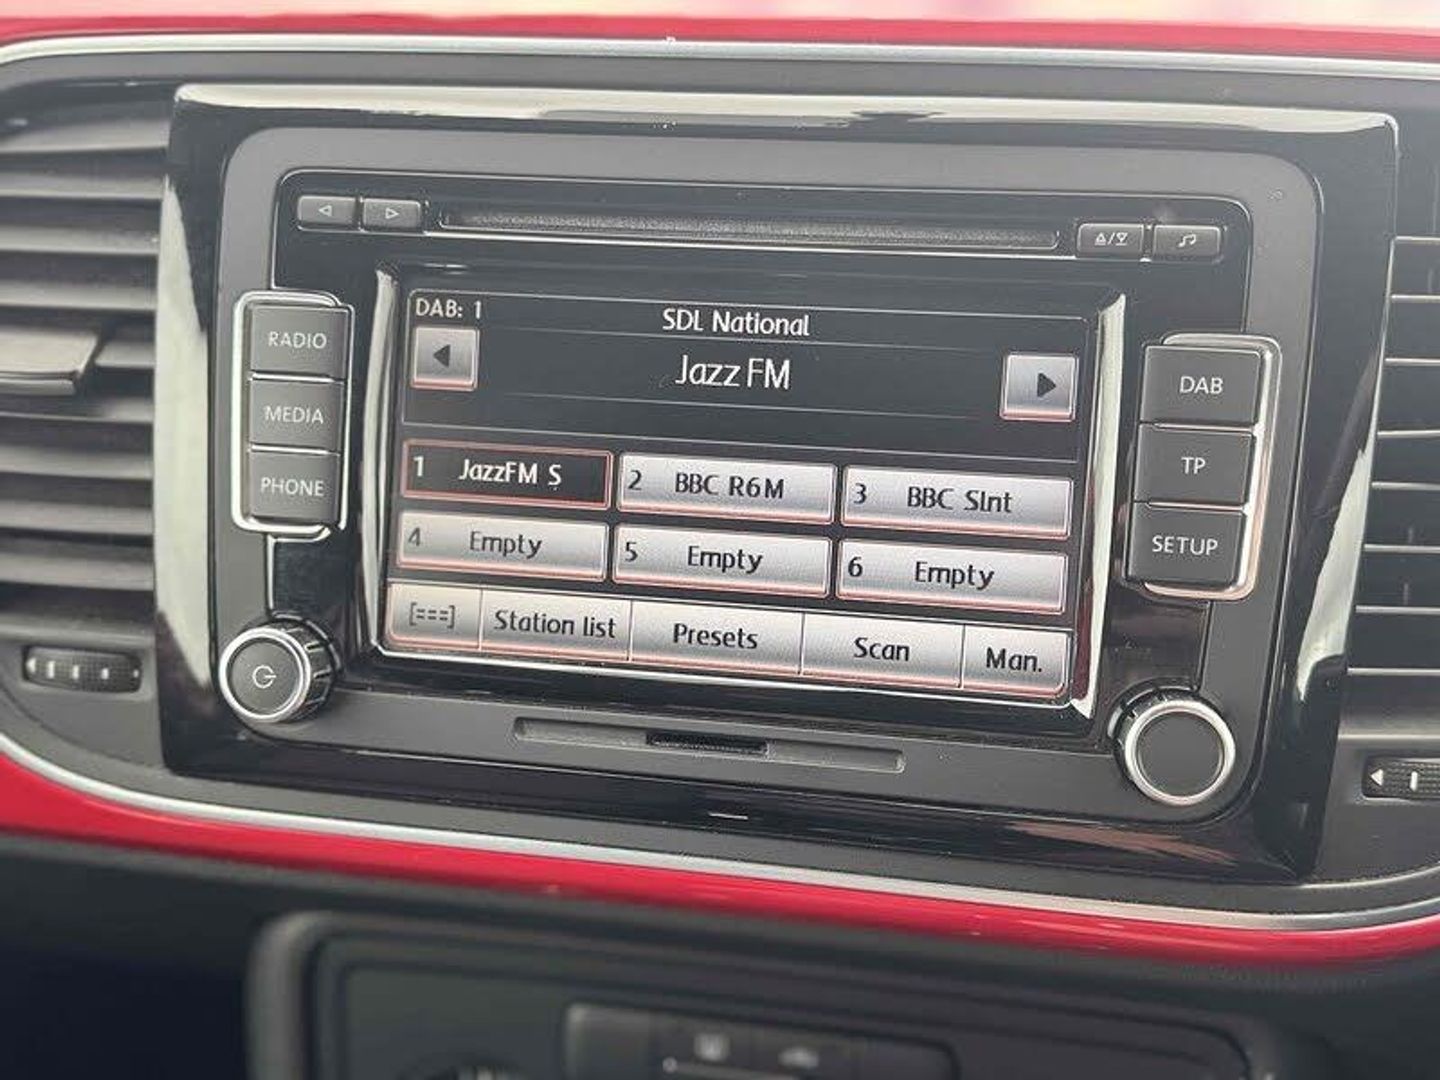 RADIO
MEDIA
PHONE
DAB: 1
SDL National
Jazz FM
1 JazzFM S
2 BBC R6M
3 BBC SInt
4 Empty
5 Empty
6 Empty
[===]
Station list
Presets
Scan
Man.
DAB
TP
SETUP